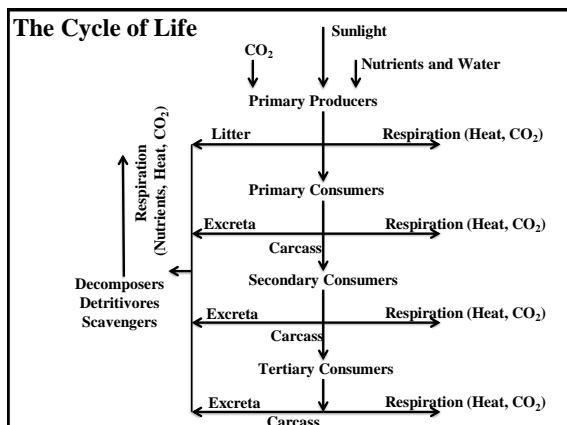 The Cycle of Life
Sunlight
CO₂
Nutrients and Water
Primary Producers
Litter
Respiration (Heat, CO₂)
Respiration
(Nutrients, Heat, CO₂)
Primary Consumers
Excreta
Respiration (Heat, CO₂)
Carcass
Decomposers
Detritivores
Scavengers
Secondary Consumers
Excreta
Respiration (Heat, CO₂)
Carcass
Tertiary Consumers
Excreta
Respiration (Heat, CO₂)
Carcass